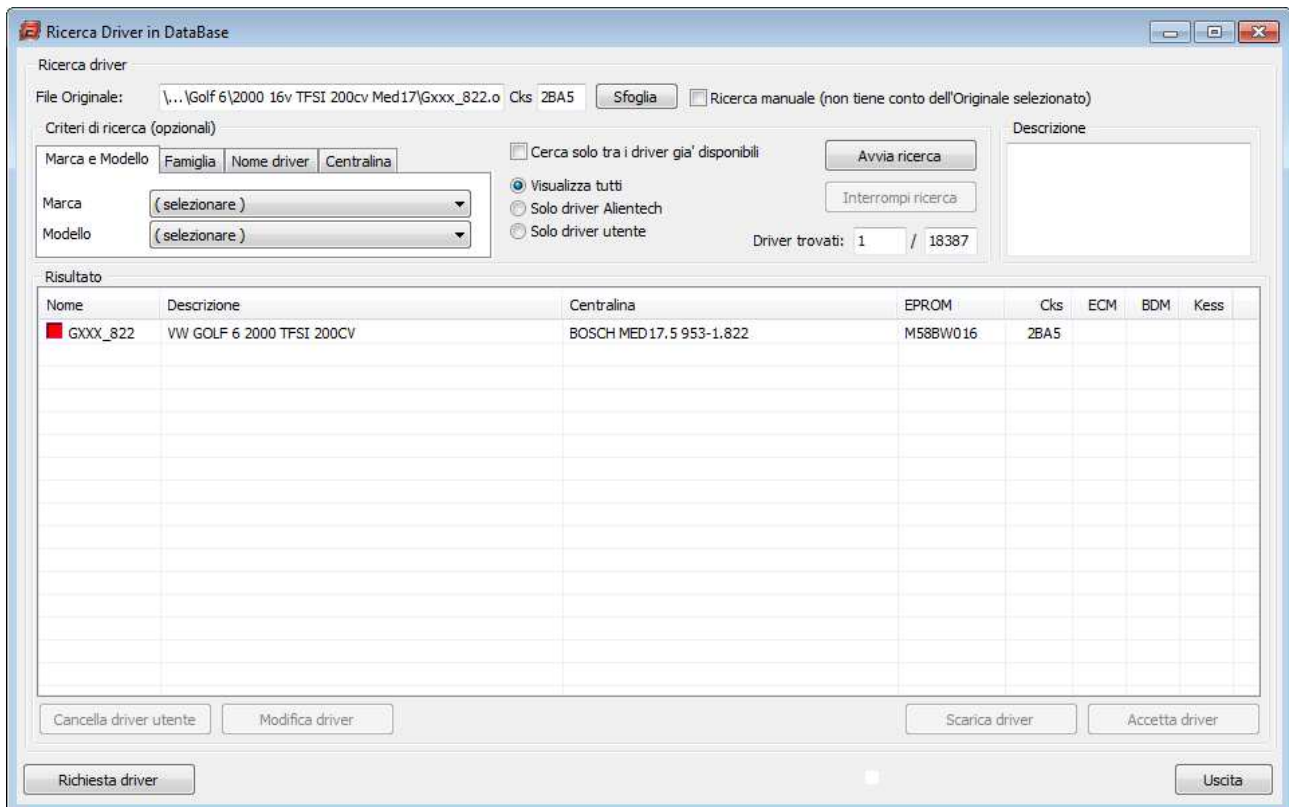 Ricerca Driver in DataBase
Ricerca driver
File Originale: \...\Golf 6\2000 16v TFSI 200cv Med17\Gxxx_822.o Cks 2BA5 Sfoglia Ricerca manuale (non tiene conto dell'Originale selezionato)
Criteri di ricerca (opzionali) Descrizione
Marca e Modello Famiglia Nome driver Centralina Cerca solo tra i driver gia' disponibili Avvia ricerca
Visualizza tutti
Marca ( selezionare ) Solo driver Alientech Interrompi ricerca
Modello ( selezionare ) Solo driver utente Driver trovati: 1 / 18387
Risultato
Nome Descrizione Centralina EPROM Cks ECM BDM Kess
GXXX_822 VW GOLF 6 2000 TFSI 200CV BOSCH MED17.5 953-1.822 M58BW016 2BA5
Cancella driver utente Modifica driver Scarica driver Accetta driver
Richiesta driver Uscita